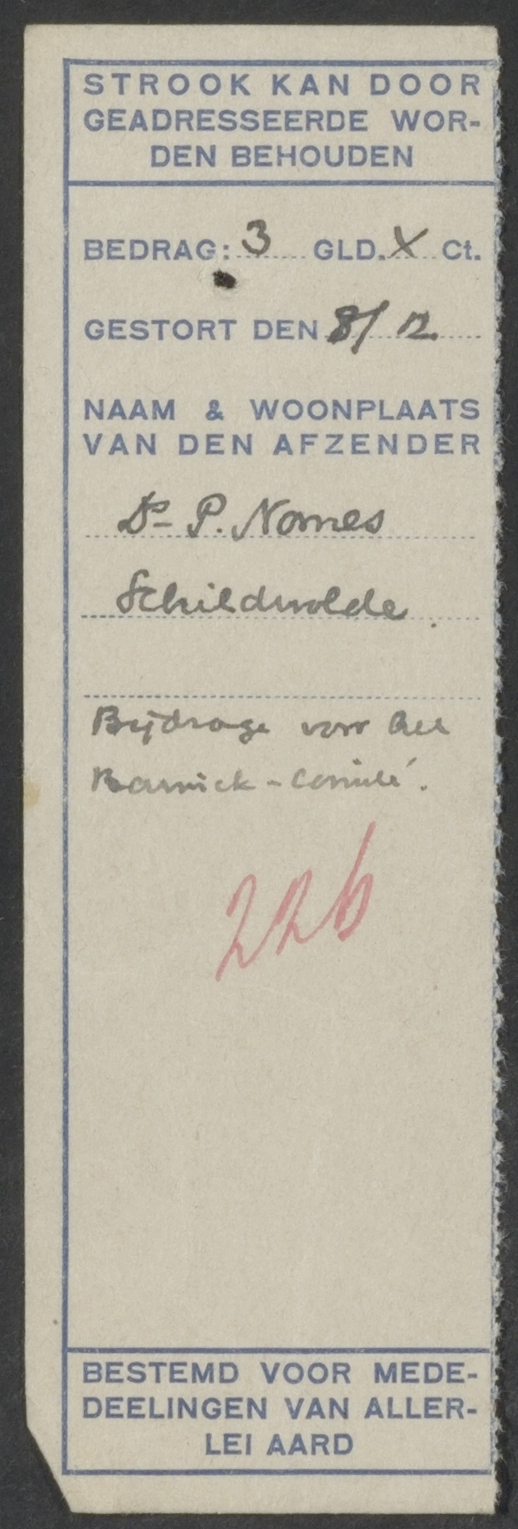 STROOK KAN DOOR
GEADRESSEERDE WOR-
DEN BEHOUDEN
BEDRAG: 3 GLD. X Ct.
GESTORT DEN 8/12
NAAM & WOONPLAATS
VAN DEN AFZENDER
Ds P. Nomes
Schildwolde.
Bijdrage voor het
-Comité.
226
BESTEMD VOOR MEDE-
DEELINGEN VAN ALLER-
LEI AARD